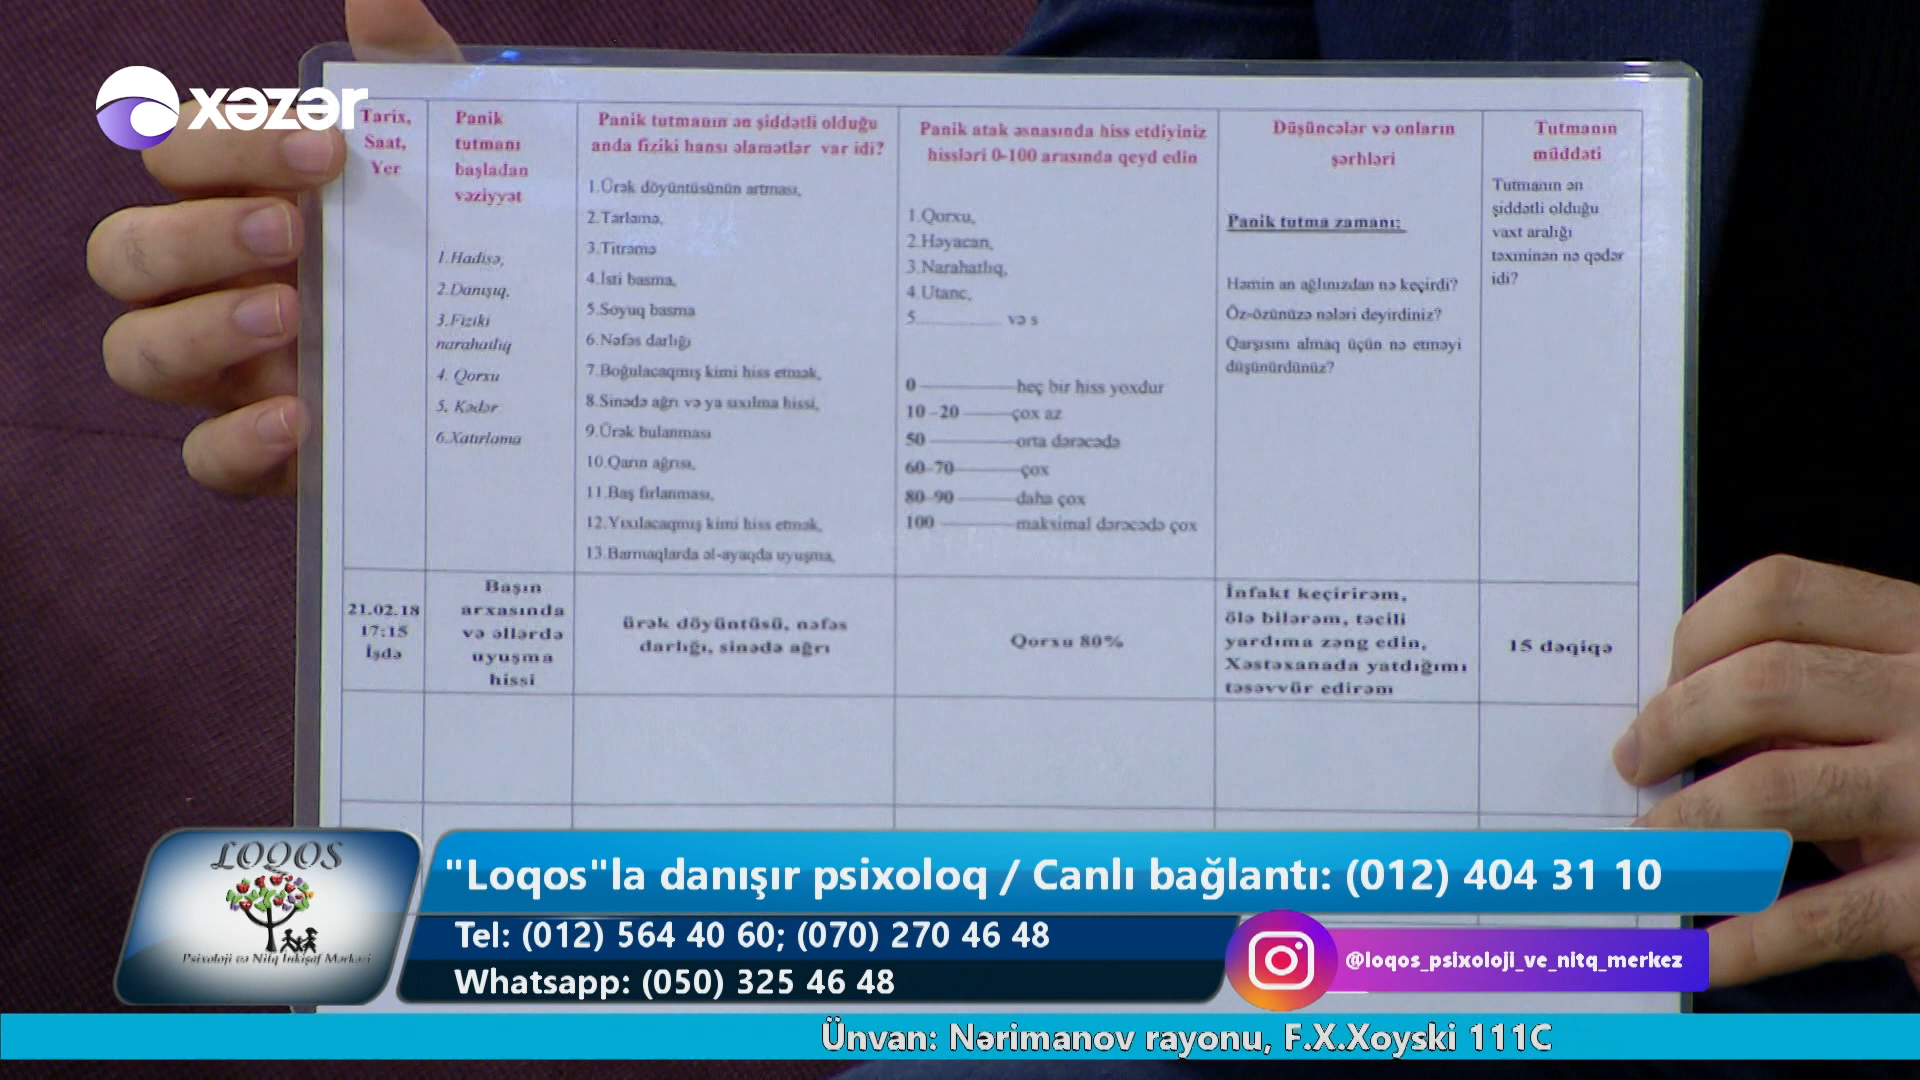 xəzər
Tarix,
Saat,
Yer
Panik
tutmanı
başladan
vəziyyət
1.Hadisə,
2.Danışıq,
3.Fiziki
narahatlıq
4. Qorxu
5. Kədər
6.Xatırlama
Panik tutmanın ən şiddətli olduğu
anda fiziki hansı əlamətlər var idi?
1.Ürək döyüntüsünün artması,
2.Tərləmə,
3.Titrəmə
4.İsti basma,
5.Soyuq basma
6.Nəfəs darlığı
7.Boğulacaqmış kimi hiss etmək,
8.Sinədə ağrı və ya sıxılma hissi,
9.Ürək bulanması
10.Qarın ağrısı,
11.Baş fırlanması,
12.Yıxılacaqmış kimi hiss etmək,
13.Barmaqlarda əl-ayaqda uyuşma,
Panik atak əsnasında hiss etdiyiniz
hissləri 0-100 arasında qeyd edin
1.Qorxu,
2.Həyacan,
3.Narahatlıq,
4.Utanc,
5.................. və s
0 ————heç bir hiss yoxdur
10 –20 ———çox az
50 ————orta dərəcədə
60–70————çox
80–90 ———daha çox
100 ————maksimal dərəcədə çox
Düşüncələr və onların
şərhləri
Panik tutma zamanı:
Həmin an ağlınızdan nə keçirdi?
Öz-özünüzə nələri deyirdiniz?
Qarşısını almaq üçün nə etməyi
düşünürdünüz?
Tutmanın
müddəti
Tutmanın ən
şiddətli olduğu
vaxt aralığı
təxminən nə qədər
idi?
21.02.18
17:15
İşdə
Başın
arxasında
və əllərdə
uyuşma
hissi
ürək döyüntüsü, nəfəs
darlığı, sinədə ağrı
Qorxu 80%
İnfakt keçirirəm,
ölə bilərəm, təcili
yardıma zəng edin,
Xəstəxanada yatdığımı
təsəvvür edirəm
15 dəqiqə
LOQOS
Psixoloji və Nitq İnkişaf Mərkəzi
"Loqos"la danışır psixoloq / Canlı bağlantı: (012) 404 31 10
Tel: (012) 564 40 60; (070) 270 46 48
Whatsapp: (050) 325 46 48
@loqos_psixoloji_ve_nitq_merkez
Ünvan: Nərimanov rayonu, F.X.Xoyski 111C